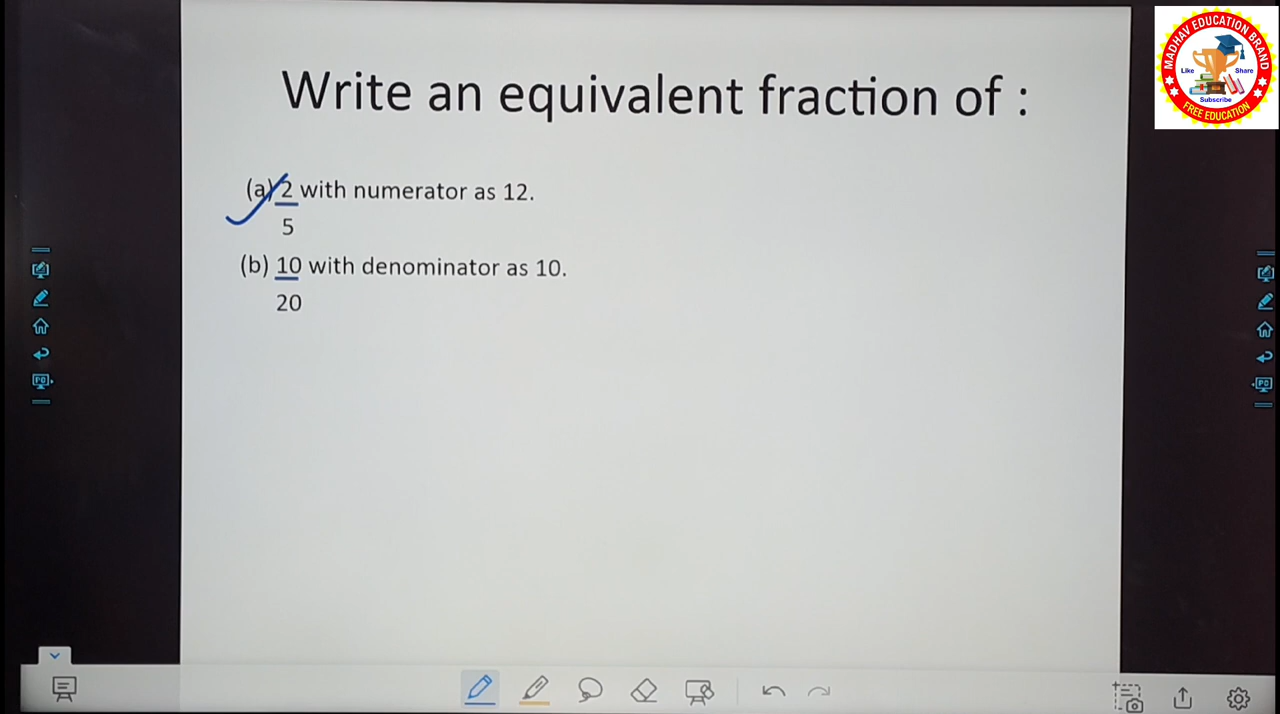 Write an equivalent fraction of :
(a) 2 with numerator as 12.
5
(b) 10 with denominator as 10.
20
MADHAV EDUCATION BRAND
Like
Share
Subscribe
FREE EDUCATION